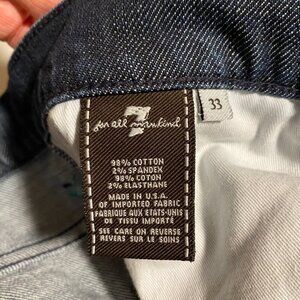 7
for all mankind
33
98% COTTON
2% SPANDEX
98% COTON
2% ELASTHANE
MADE IN U.S.A.
OF IMPORTED FABRIC
FABRIQUE AUX ETATS-UNIS
DE TISSU IMPORTÉ
SEE CARE ON REVERSE
REVERS SUR LE SOINS